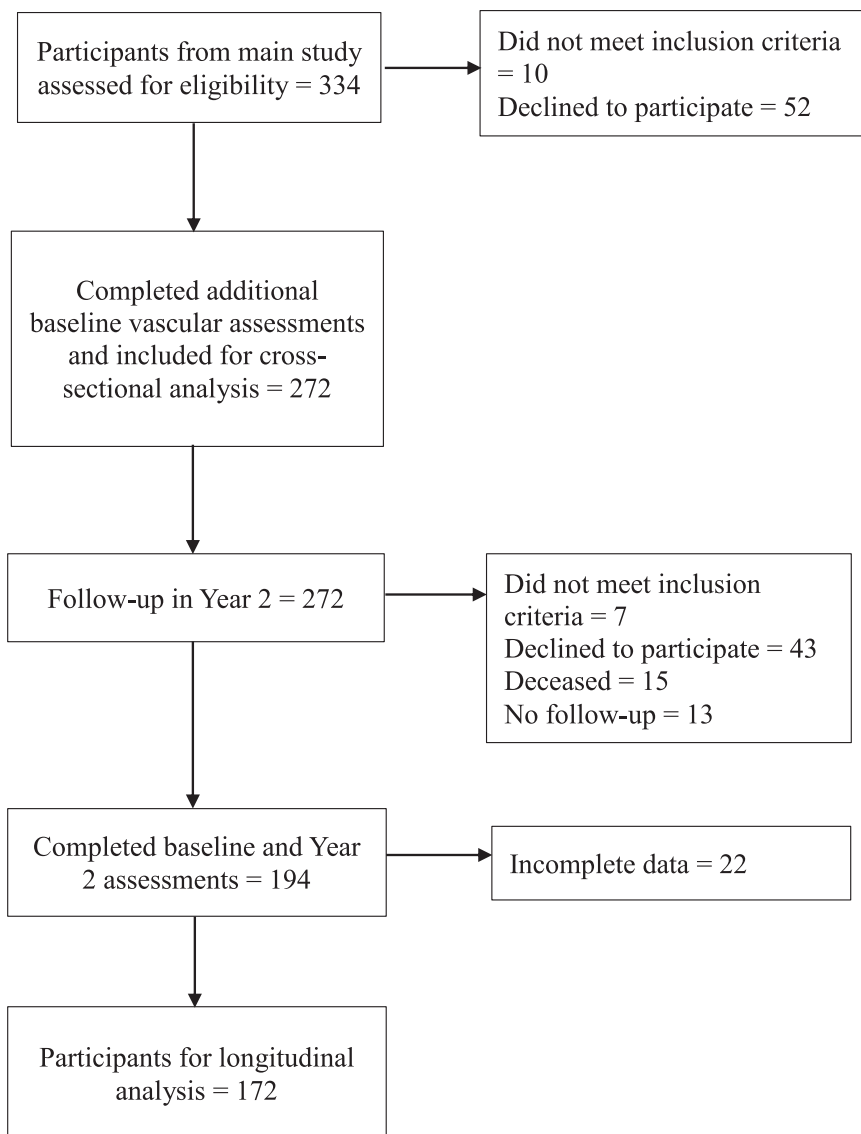 Participants from main study
assessed for eligibility = 334
Did not meet inclusion criteria
= 10
Declined to participate = 52
Completed additional
baseline vascular assessments
and included for cross-
sectional analysis = 272
Follow-up in Year 2 = 272
Did not meet inclusion
criteria = 7
Declined to participate = 43
Deceased = 15
No follow-up = 13
Completed baseline and Year
2 assessments = 194
Incomplete data = 22
Participants for longitudinal
analysis = 172